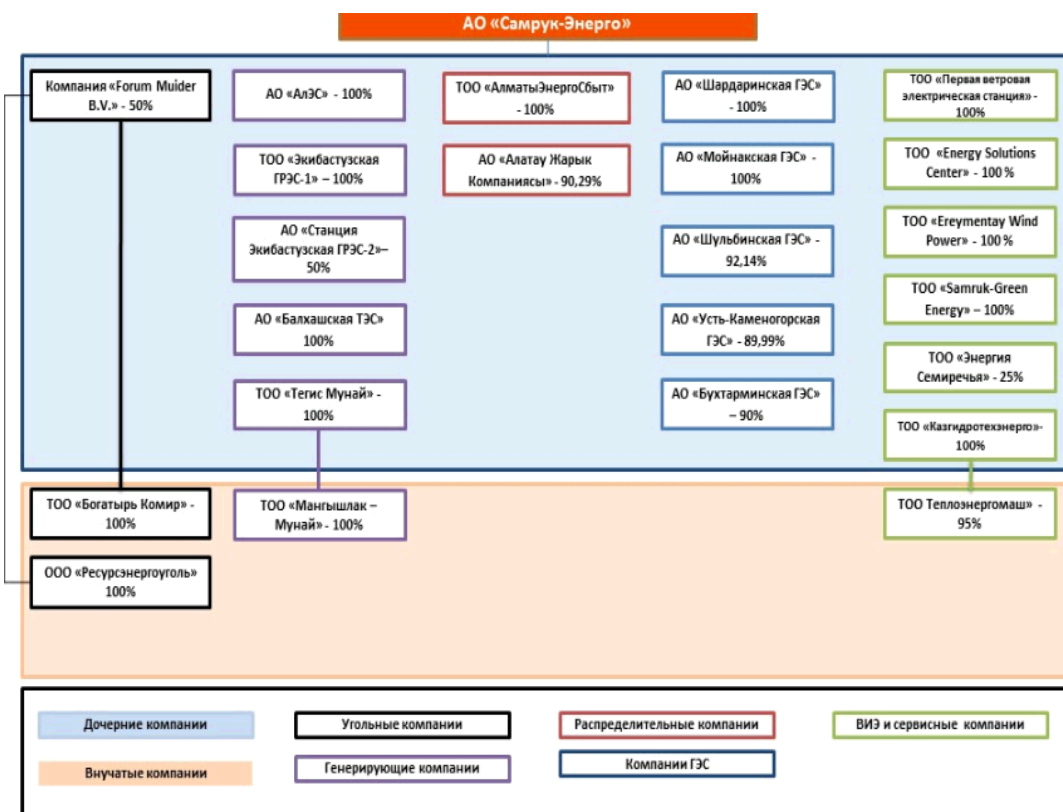 АО «Самрук-Энерго»
Компания «Forum Muider
B.V.» - 50%
АО «АлЭС» - 100%
ТОО «АлматыЭнергоСбыт»
- 100%
АО «Шардаринская ГЭС»
- 100%
ТОО «Первая ветровая
электрическая станция» -
100%
ТОО «Экибастузская
ГРЭС-1» – 100%
АО «Алатау Жарык
Компаниясы» - 90,29%
АО «Мойнакская ГЭС» -
100%
ТОО «Energy Solutions
Center» - 100 %
АО «Станция
Экибастузская ГРЭС-2»–
50%
АО «Шульбинская ГЭС» -
92,14%
ТОО «Ereymentay Wind
Power» - 100 %
АО «Балхашская ТЭС»
100%
АО «Усть-Каменогорская
ГЭС» - 89,99%
ТОО «Samruk-Green
Energy» – 100%
ТОО «Энергия
Семиречья» - 25%
ТОО «Тегис Мунай» -
100%
АО «Бухтарминская ГЭС»
– 90%
ТОО «Казгидротехэнерго»-
100%
ТОО «Богатырь Комир» -
100%
ТОО «Мангышлак –
Мунай» - 100%
ТОО Теплоэнергомаш» -
95%
ООО «Ресурсэнергоуголь»
100%
Дочерние компании
Угольные компании
Распределительные компании
ВИЭ и сервисные компании
Внучатые компании
Генерирующие компании
Компании ГЭС